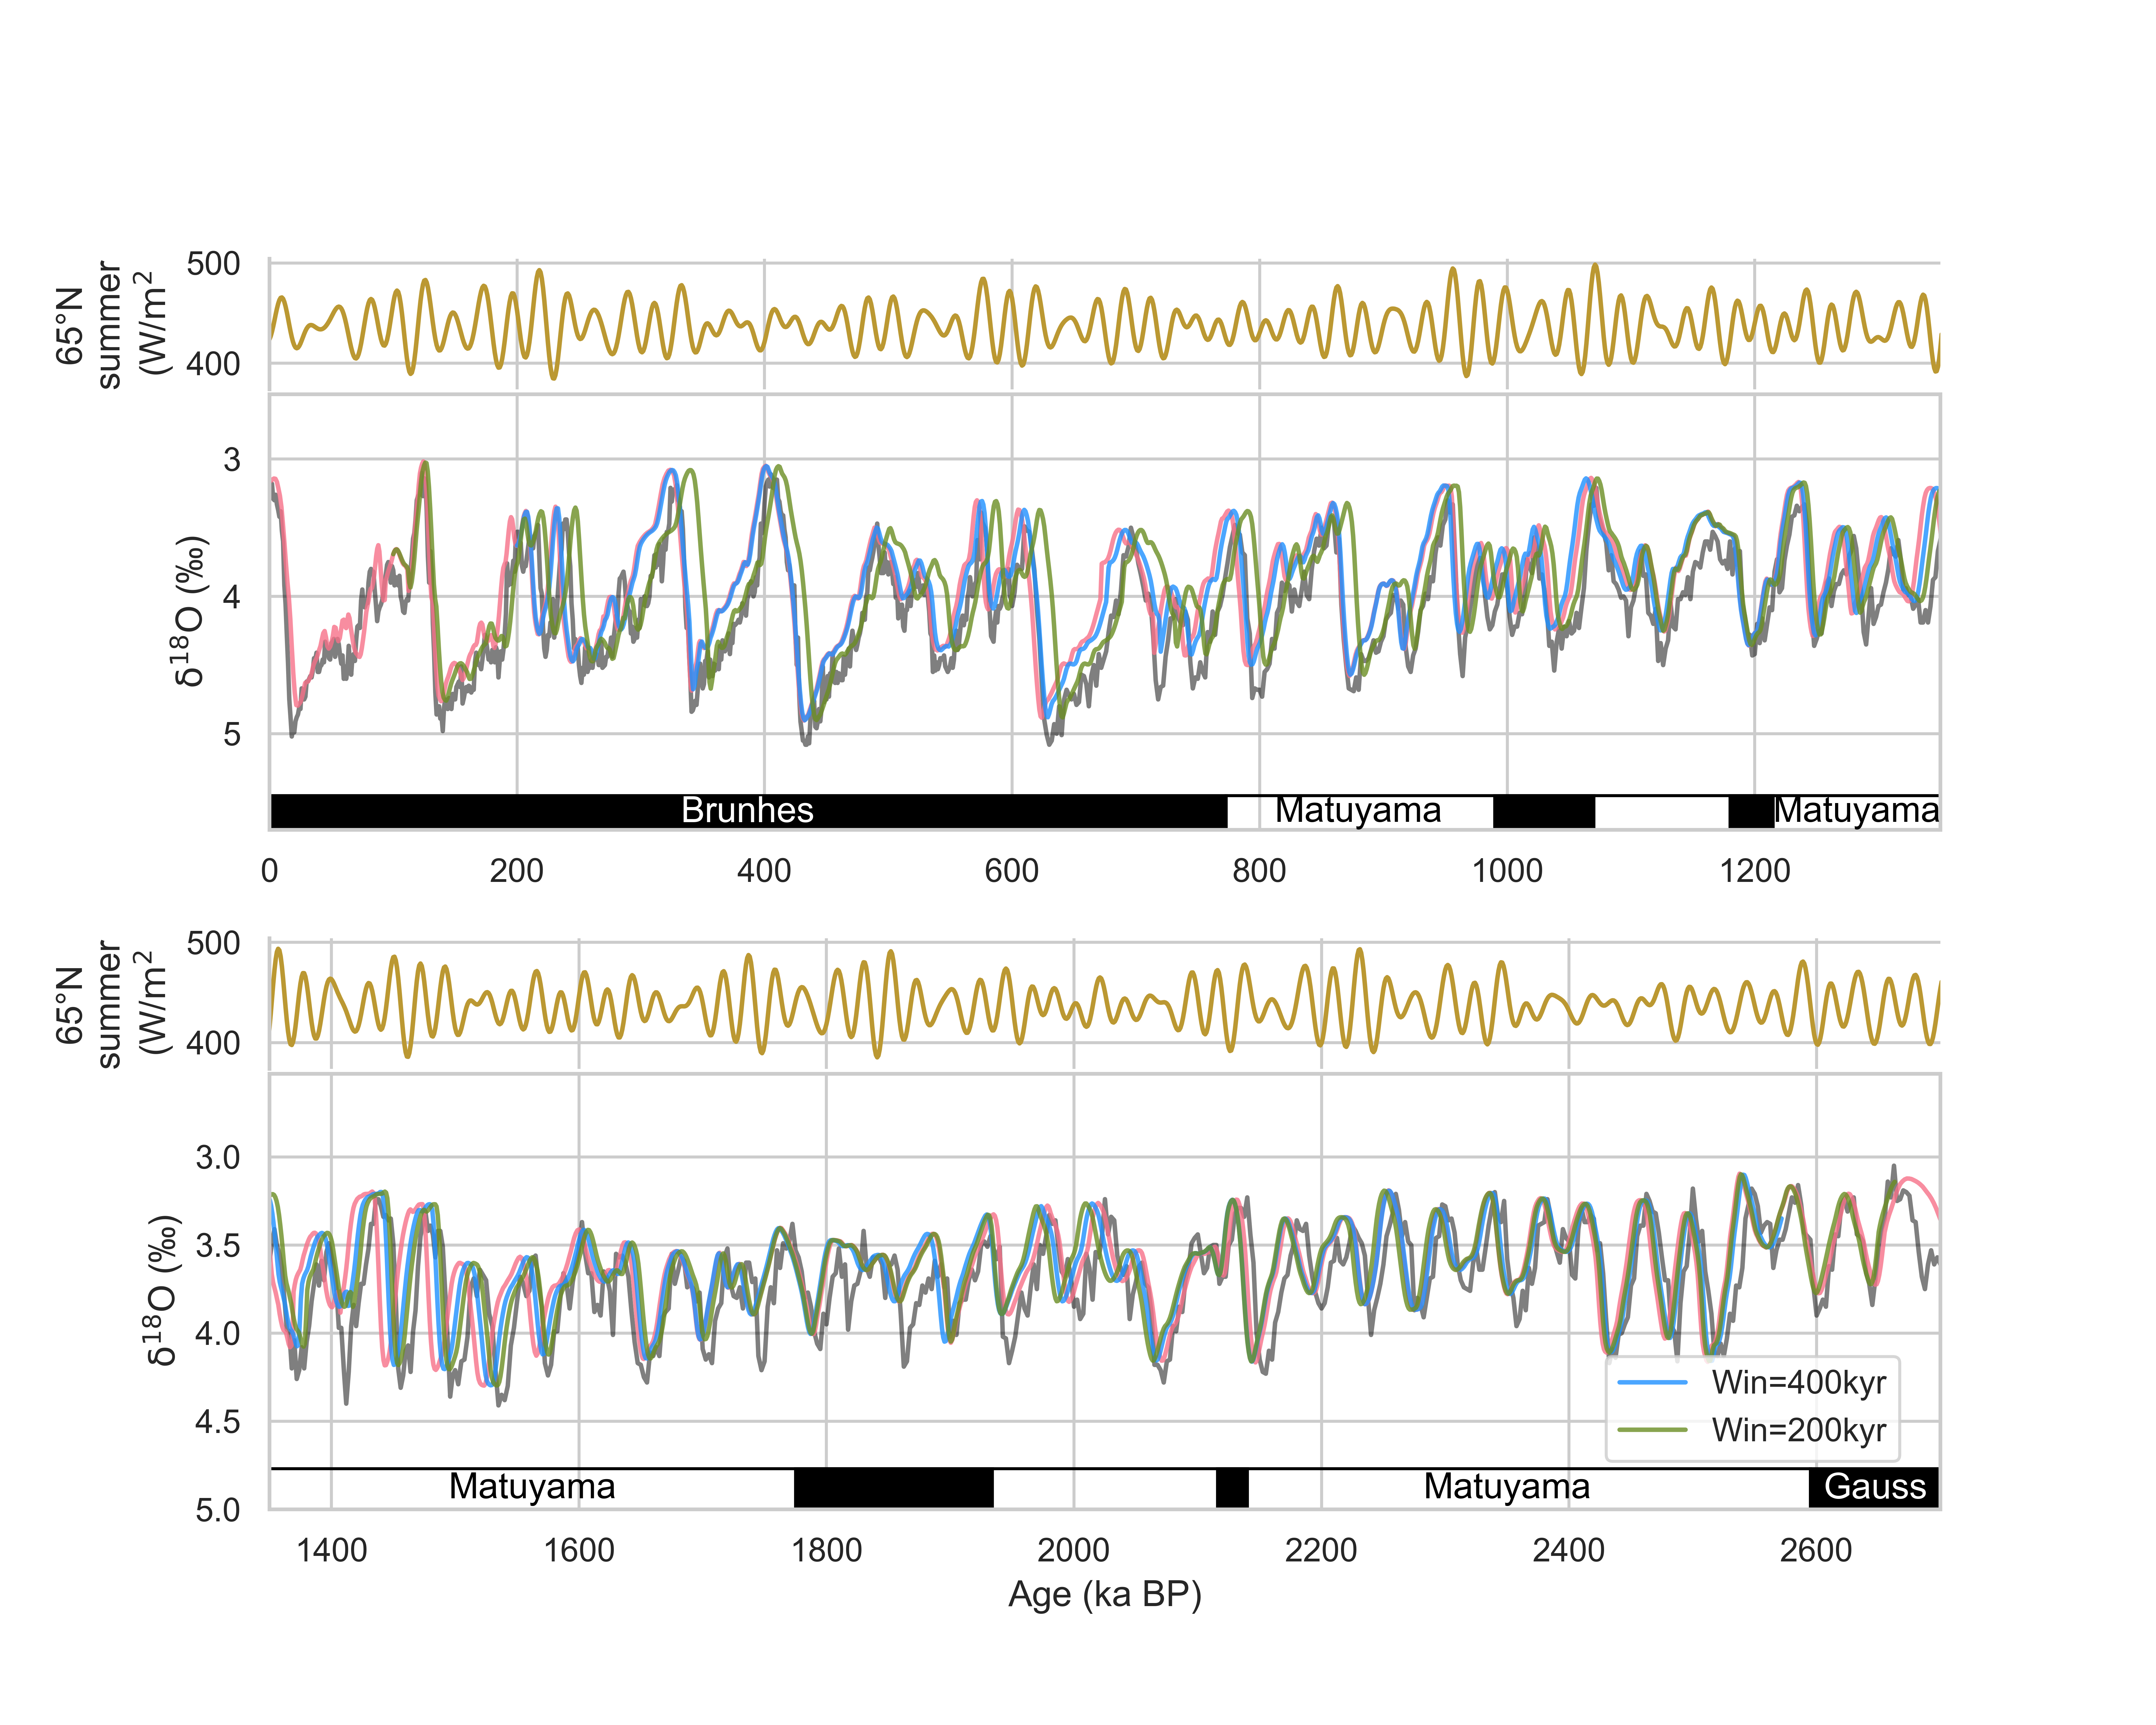 65°N
summer
(W/m²
500
400
δ¹⁸O (‰)
3
4
5
Brunhes
Matuyama
Matuyama
0 200 400 600 800 1000 1200
65°N
summer
(W/m²
500
400
δ¹⁸O (‰)
3.0
3.5
4.0
4.5
5.0
Win=400kyr
Win=200kyr
Matuyama
Matuyama
Gauss
1400 1600 1800 2000 2200 2400 2600
Age (ka BP)